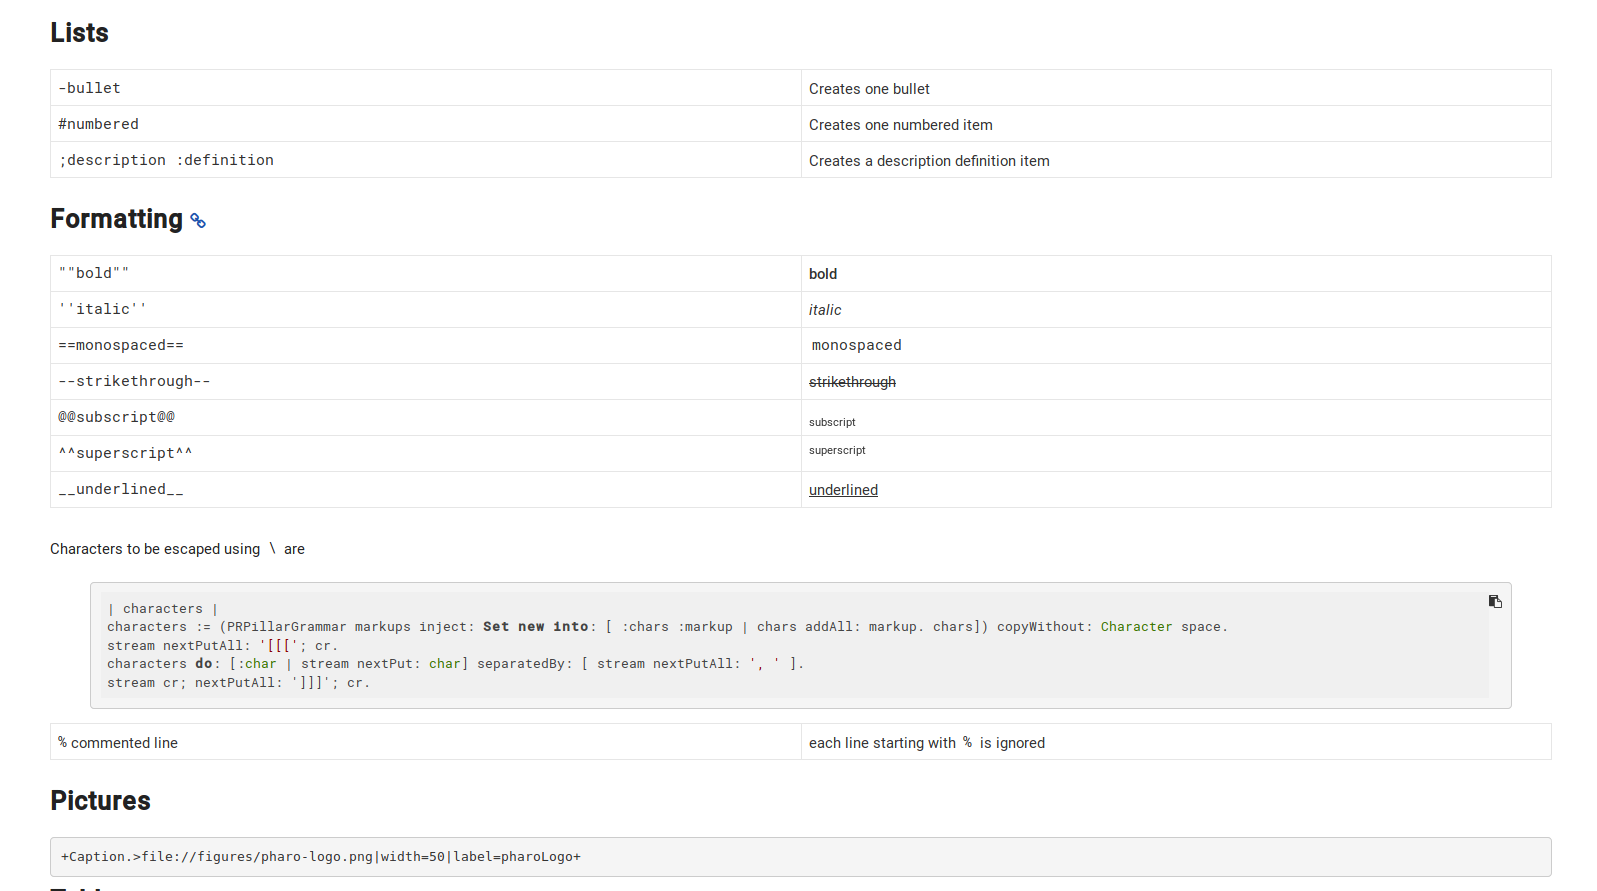 Lists
-bullet Creates one bullet
#numbered Creates one numbered item
;description :definition Creates a description definition item
Formatting
""bold"" bold
''italic'' italic
==monospaced== monospaced
--strikethrough-- strikethrough
@@subscript@@ subscript
^^superscript^^ superscript
__underlined__ underlined
Characters to be escaped using \ are
| characters |
characters := (PRPillarGrammar markups inject: Set new into: [ :chars :markup | chars addAll: markup. chars]) copyWithout: Character space.
stream nextPutAll: '[[['; cr.
characters do: [:char | stream nextPut: char] separatedBy: [ stream nextPutAll: ', ' ].
stream cr; nextPutAll: ']]]'; cr.
% commented line each line starting with % is ignored
Pictures
+Caption.>file://figures/pharo-logo.png|width=50|label=pharoLogo+